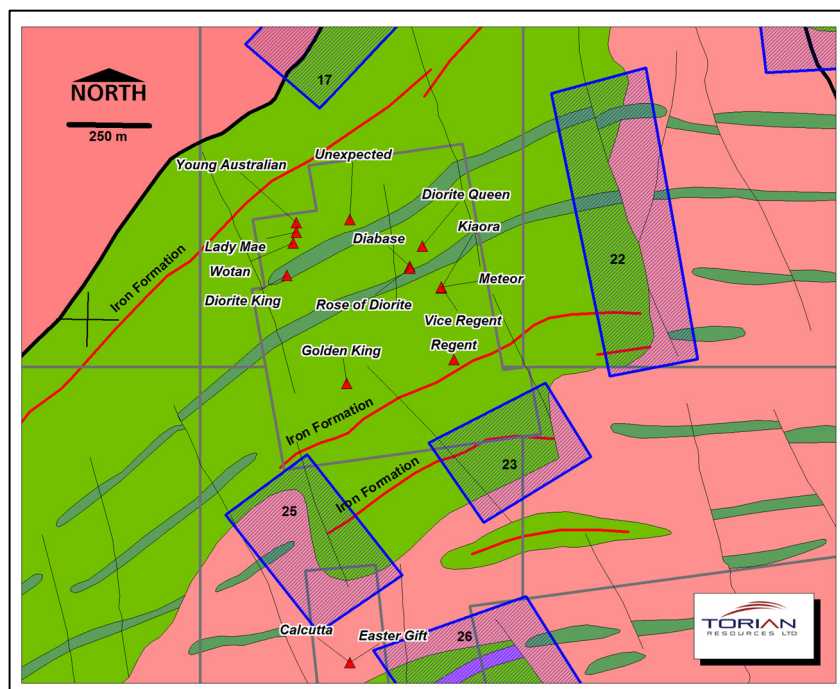 17
NORTH
250 m
Young Australian
Unexpected
Diorite Queen
Kiaora
Diabase
Lady Mae
Wotan
Iron Formation
22
Meteor
Diorite King
Rose of Diorite
Vice Regent
Regent
Golden King
Iron Formation
23
Iron Formation
25
TORIAN
RESOURCES LTD
Calcutta
Easter Gift
26